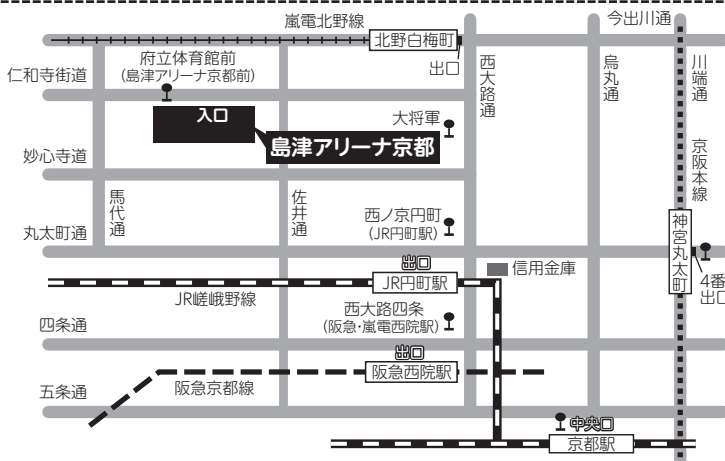 嵐電北野線
今出川通
北野白梅町
出口
仁和寺街道
府立体育館前
(島津アリーナ京都前)
西大路通
烏丸通
川端通
入口
大将軍
島津アリーナ京都
妙心寺道
京阪本線
馬代通
佐井通
西ノ京円町
(JR円町駅)
丸太町通
神宮丸太町
4番
出口
出口
JR円町駅
信用金庫
JR嵯峨野線
西大路四条
(阪急・嵐電西院駅)
四条通
出口
阪急西院駅
阪急京都線
五条通
中央口
京都駅